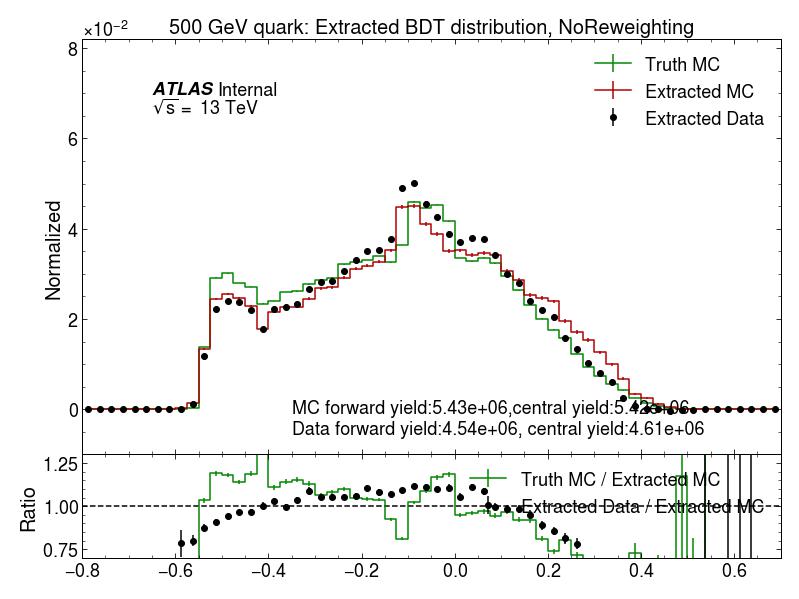 ×10⁻² 500 GeV quark: Extracted BDT distribution, NoReweighting
8
ATLAS Internal
√s = 13 TeV
Truth MC
Extracted MC
Extracted Data
6
Normalized
4
2
0
MC forward yield:5.43e+06,central yield:5.42e+06
Data forward yield:4.54e+06, central yield:4.61e+06
1.25
Truth MC / Extracted MC
Ratio
1.00
Extracted Data / Extracted MC
0.75
−0.8 −0.6 −0.4 −0.2 0.0 0.2 0.4 0.6